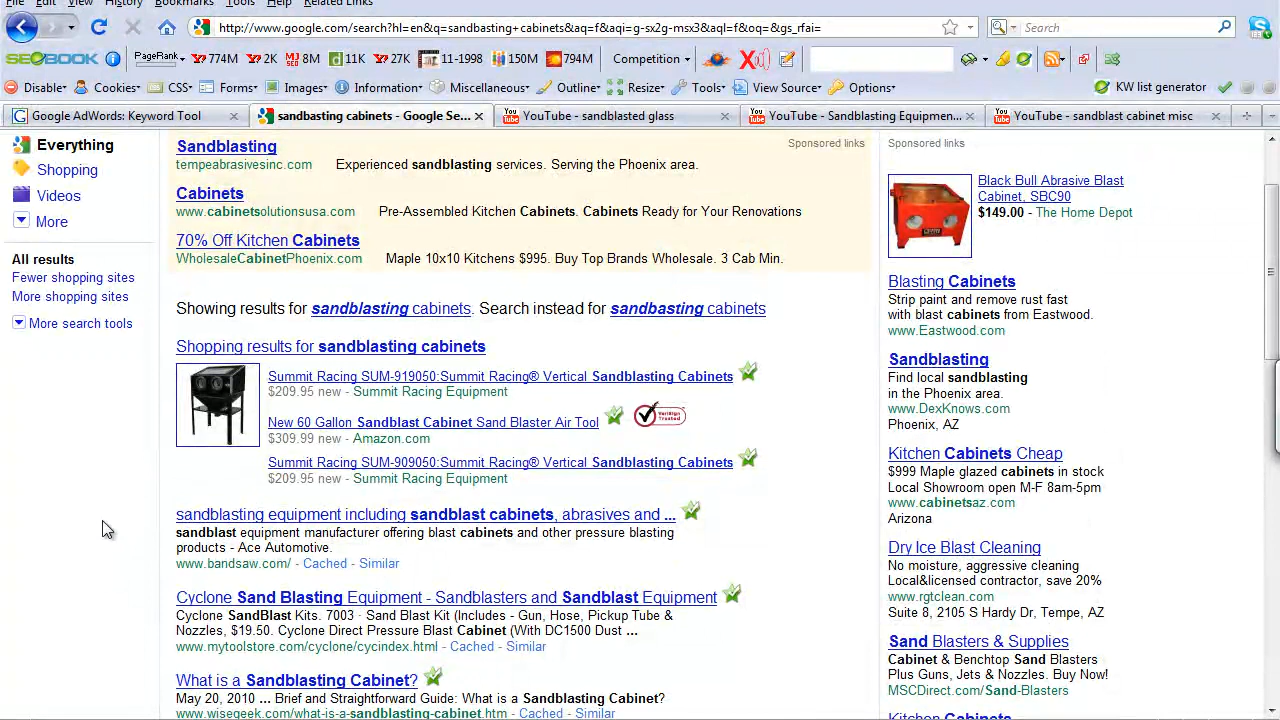 File Edit View History Bookmarks Tools Help Related Links
http://www.google.com/search?hl=en&q=sandbasting+cabinets&aq=f&aqi=g-sx2g-msx3&aql=f&oq=&gs_rfai=
Search
SEOBOOK PageRank 774M 2K 8M 11K 27K 11-1998 150M 794M Competition
Disable Cookies CSS Forms Images Information Miscellaneous Outline Resize Tools View Source Options KW list generator
Google AdWords: Keyword Tool
sandbasting cabinets - Google Se...
YouTube - sandblasted glass
YouTube - Sandblasting Equipmen...
YouTube - sandblast cabinet misc
Everything
Shopping
Videos
More
All results
Fewer shopping sites
More shopping sites
More search tools
Sandblasting
Sponsored links
tempeabrasivesinc.com Experienced sandblasting services. Serving the Phoenix area.
Cabinets
www.cabinetsolutionsusa.com Pre-Assembled Kitchen Cabinets. Cabinets Ready for Your Renovations
70% Off Kitchen Cabinets
WholesaleCabinetPhoenix.com Maple 10x10 Kitchens $995. Buy Top Brands Wholesale. 3 Cab Min.
Showing results for sandblasting cabinets. Search instead for sandbasting cabinets
Shopping results for sandblasting cabinets
Summit Racing SUM-919050:Summit Racing® Vertical Sandblasting Cabinets
$209.95 new - Summit Racing Equipment
New 60 Gallon Sandblast Cabinet Sand Blaster Air Tool
VeriSign Trusted
$309.99 new - Amazon.com
Summit Racing SUM-909050:Summit Racing® Vertical Sandblasting Cabinets
$209.95 new - Summit Racing Equipment
sandblasting equipment including sandblast cabinets, abrasives and ...
sandblast equipment manufacturer offering blast cabinets and other pressure blasting
products - Ace Automotive.
www.bandsaw.com/ - Cached - Similar
Cyclone Sand Blasting Equipment - Sandblasters and Sandblast Equipment
Cyclone SandBlast Kits. 7003 · Sand Blast Kit (Includes - Gun, Hose, Pickup Tube &
Nozzles, $19.50. Cyclone Direct Pressure Blast Cabinet (With DC1500 Dust ...
www.mytoolstore.com/cyclone/cycindex.html - Cached - Similar
What is a Sandblasting Cabinet?
May 20, 2010 ... Brief and Straightforward Guide: What is a Sandblasting Cabinet?
www.wisegeek.com/what-is-a-sandblasting-cabinet.htm - Cached - Similar
Sponsored links
Black Bull Abrasive Blast
Cabinet, SBC90
$149.00 - The Home Depot
Blasting Cabinets
Strip paint and remove rust fast
with blast cabinets from Eastwood.
www.Eastwood.com
Sandblasting
Find local sandblasting
in the Phoenix area.
www.DexKnows.com
Phoenix, AZ
Kitchen Cabinets Cheap
$999 Maple glazed cabinets in stock
Local Showroom open M-F 8am-5pm
www.cabinetsaz.com
Arizona
Dry Ice Blast Cleaning
No moisture, aggressive cleaning
Local&licensed contractor, save 20%
www.rgtclean.com
Suite 8, 2105 S Hardy Dr, Tempe, AZ
Sand Blasters & Supplies
Cabinet & Benchtop Sand Blasters
Plus Guns, Jets & Nozzles. Buy Now!
MSCDirect.com/Sand-Blasters
Kitchen Cabinets